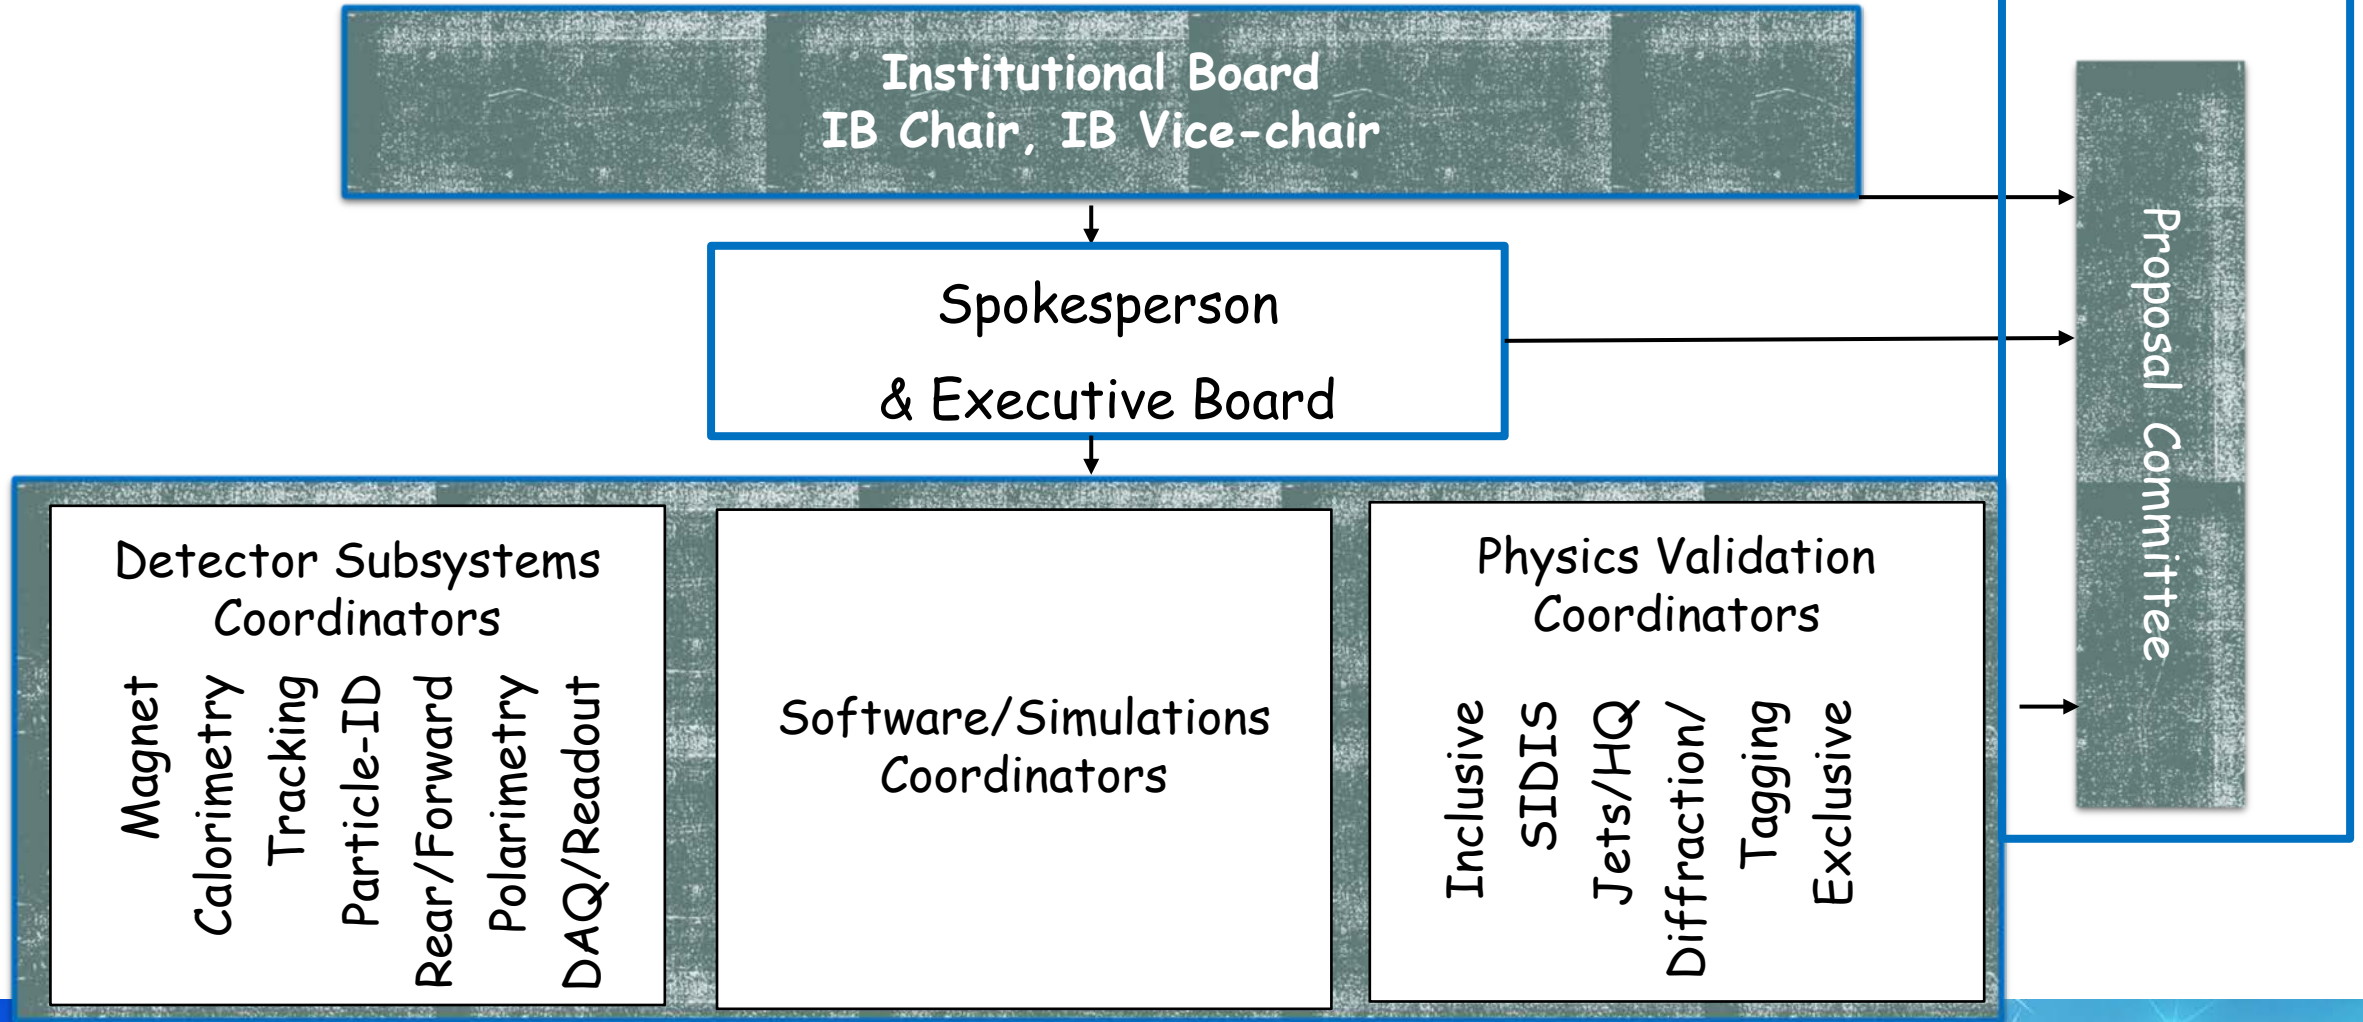 Institutional Board
IB Chair, IB Vice-chair
Spokesperson
& Executive Board
Proposal Committee
Detector Subsystems
Coordinators
Magnet
Calorimetry
Tracking
Particle-ID
Rear/Forward
Polarimetry
DAQ/Readout
Software/Simulations
Coordinators
Physics Validation
Coordinators
Inclusive
SIDIS
Jets/HQ
Diffraction/
Tagging
Exclusive